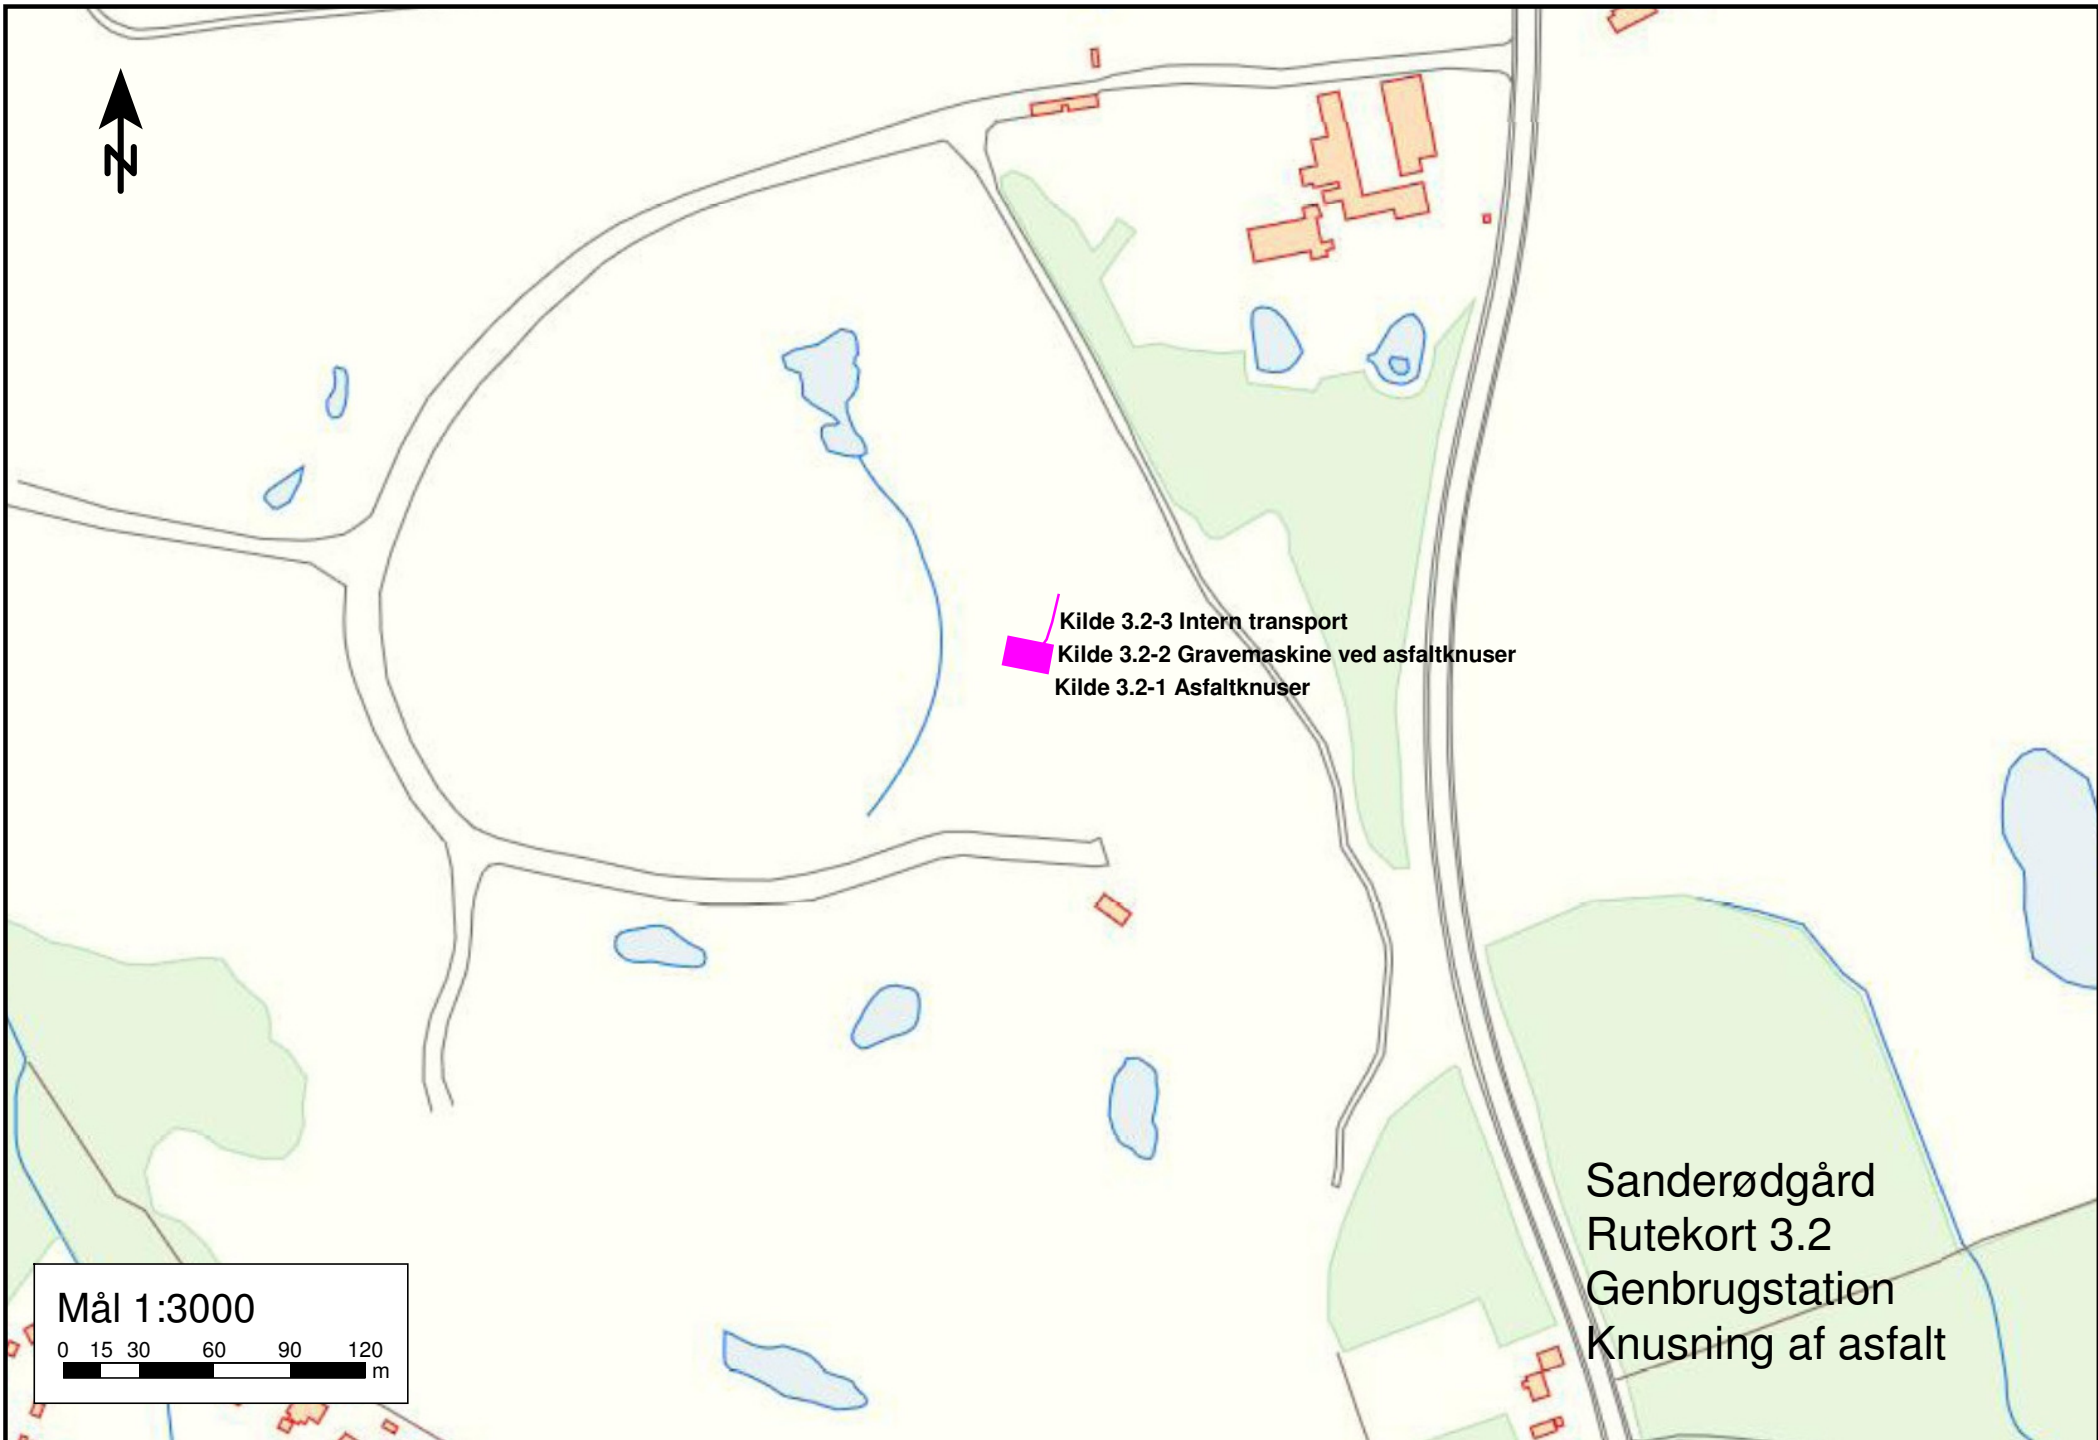 N
Kilde 3.2-3 Intern transport
Kilde 3.2-2 Gravemaskine ved asfaltknuser
Kilde 3.2-1 Asfaltknuser
Sanderødgård
Rutekort 3.2
Genbrugstation
Knusning af asfalt
Mål 1:3000
0 15 30 60 90 120
m